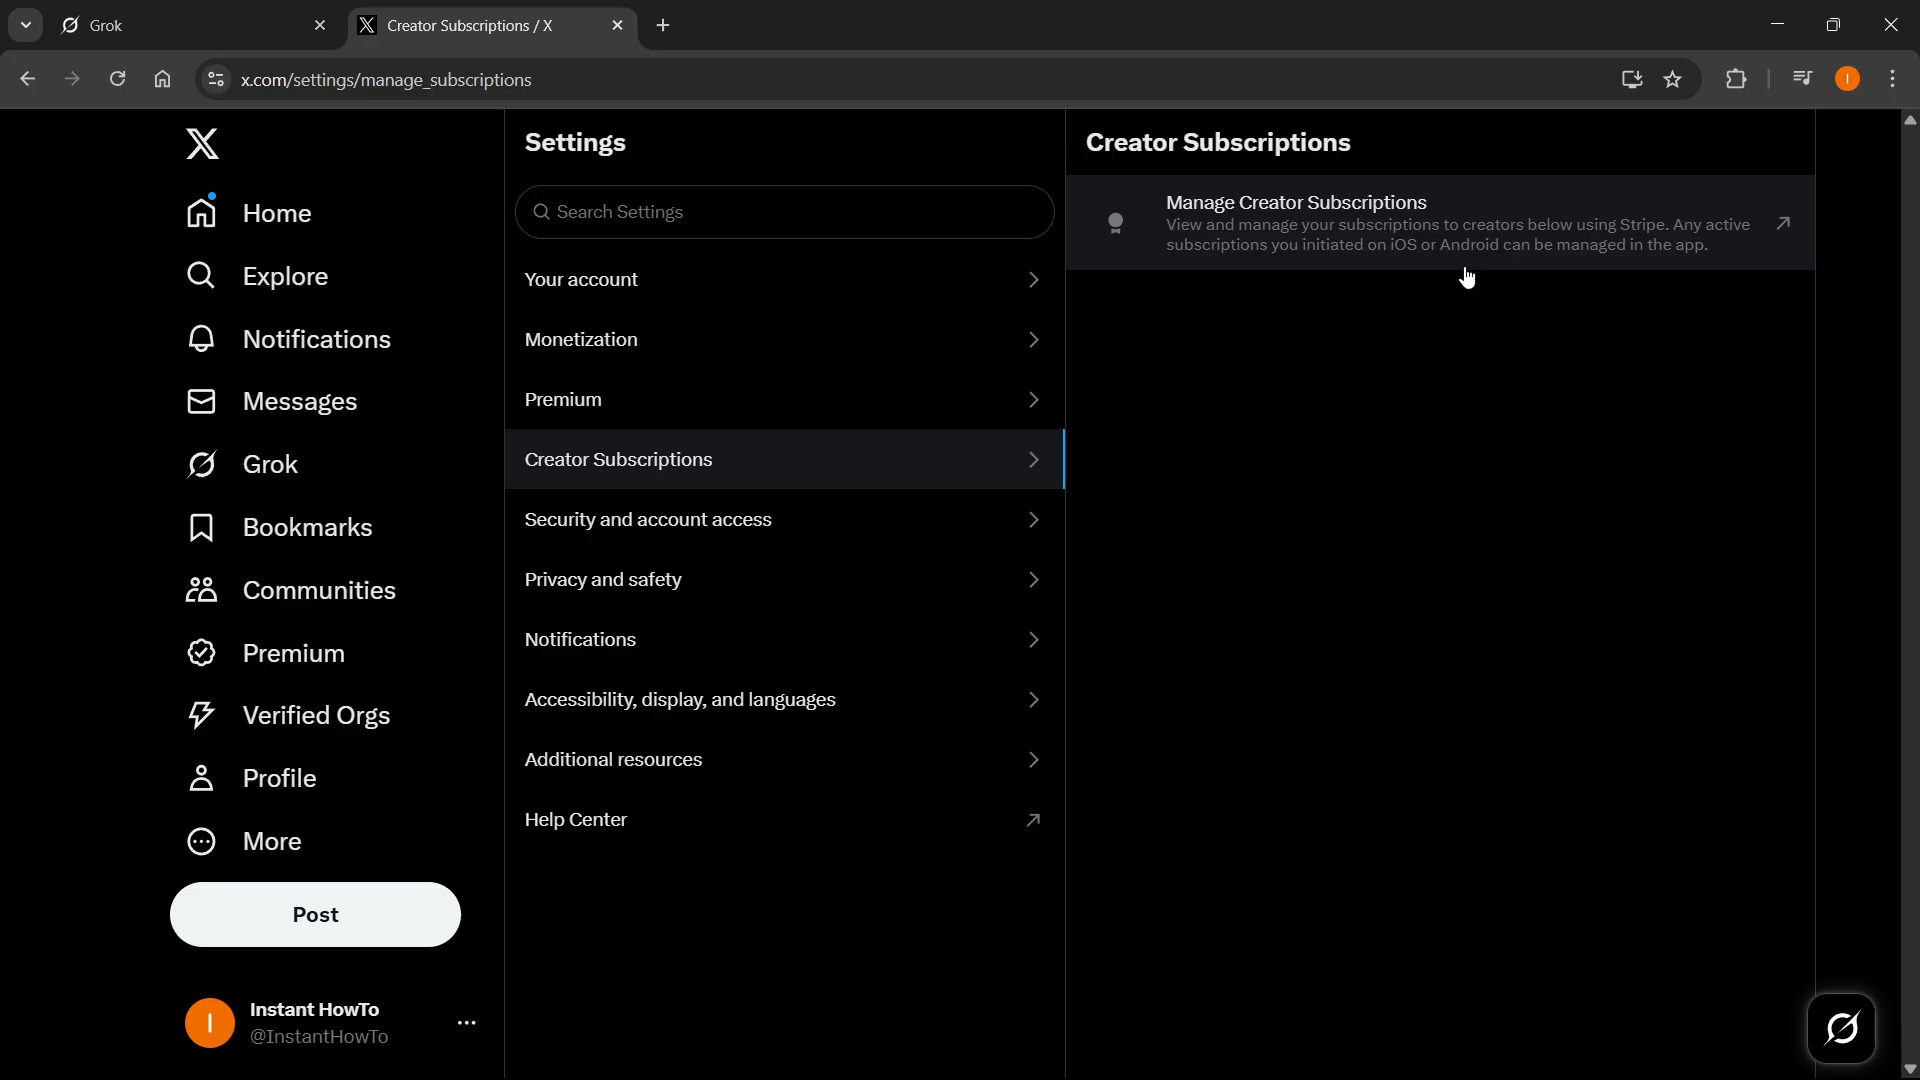 Grok
Creator Subscriptions / X
x.com/settings/manage_subscriptions
I
Home
Explore
Notifications
Messages
Grok
Bookmarks
Communities
Premium
Verified Orgs
Profile
More
Post
I
Instant HowTo
@InstantHowTo
Settings
Search Settings
Your account
Monetization
Premium
Creator Subscriptions
Security and account access
Privacy and safety
Notifications
Accessibility, display, and languages
Additional resources
Help Center
Creator Subscriptions
Manage Creator Subscriptions
View and manage your subscriptions to creators below using Stripe. Any active
subscriptions you initiated on iOS or Android can be managed in the app.